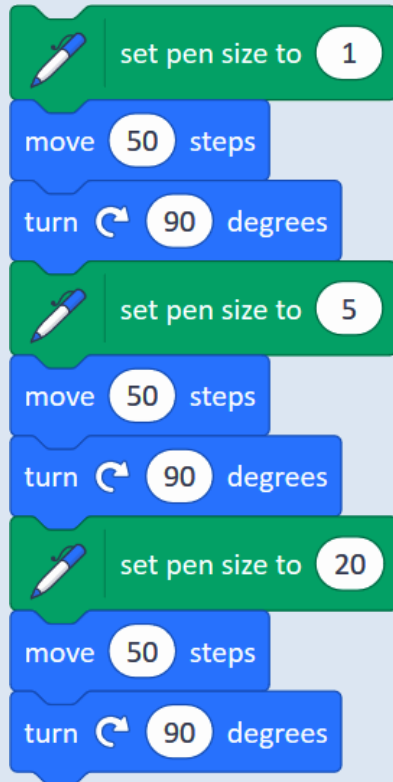 set pen size to 1
move 50 steps
turn 90 degrees
set pen size to 5
move 50 steps
turn 90 degrees
set pen size to 20
move 50 steps
turn 90 degrees